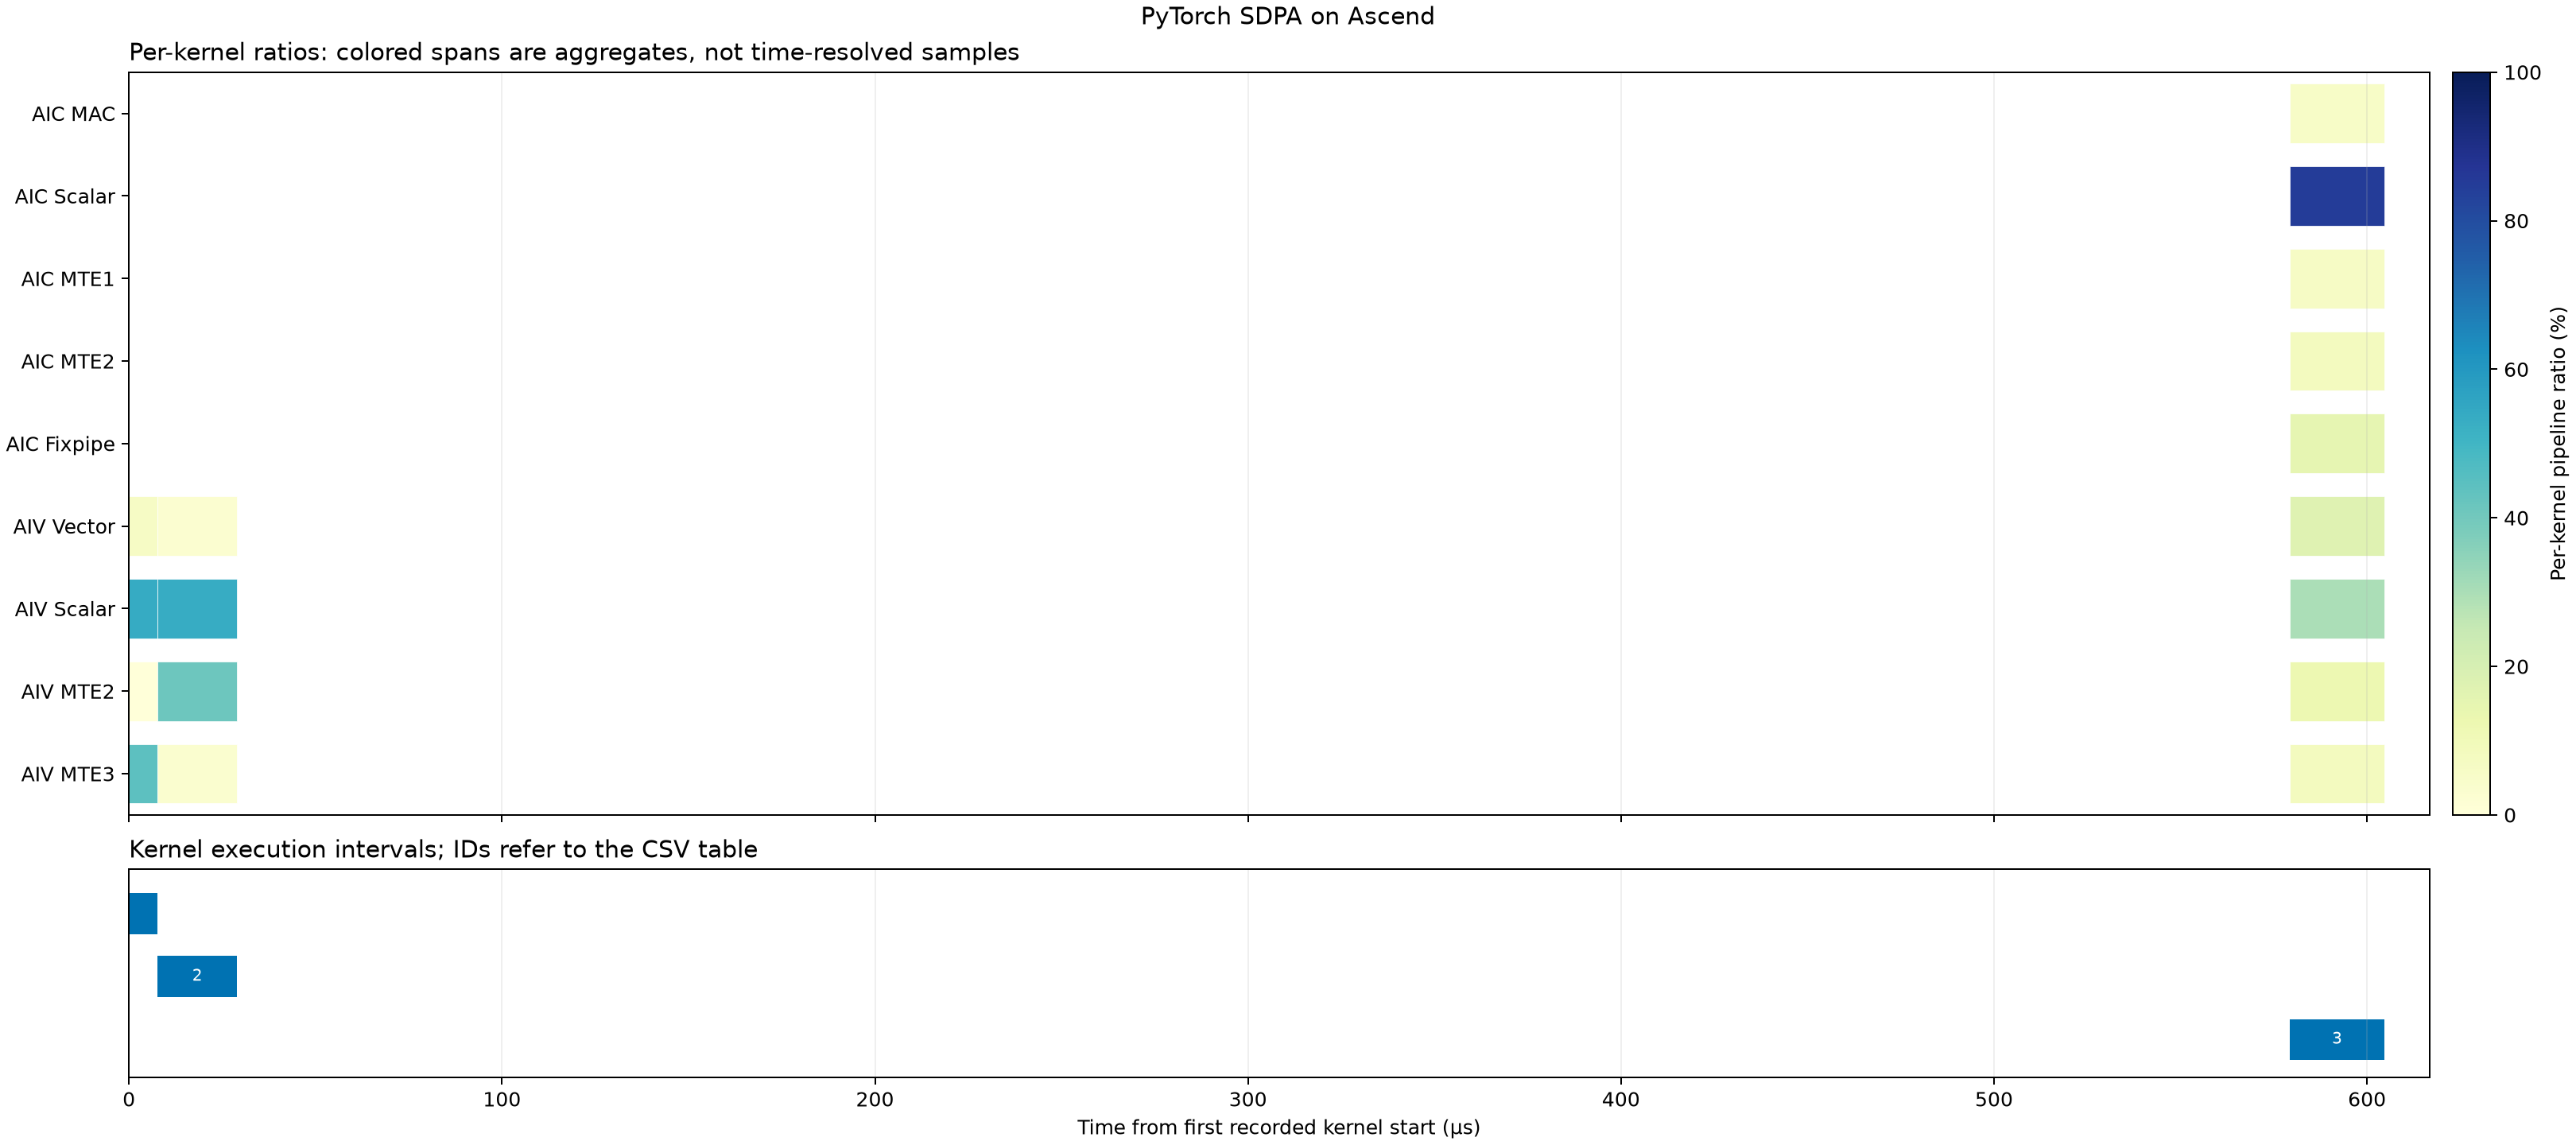 PyTorch SDPA on Ascend
Per-kernel ratios: colored spans are aggregates, not time-resolved samples
AIC MAC
AIC Scalar
AIC MTE1
AIC MTE2
AIC Fixpipe
AIV Vector
AIV Scalar
AIV MTE2
AIV MTE3
100
80
60
40
20
0
Per-kernel pipeline ratio (%)
Kernel execution intervals; IDs refer to the CSV table
2
3
0 100 200 300 400 500 600
Time from first recorded kernel start (μs)